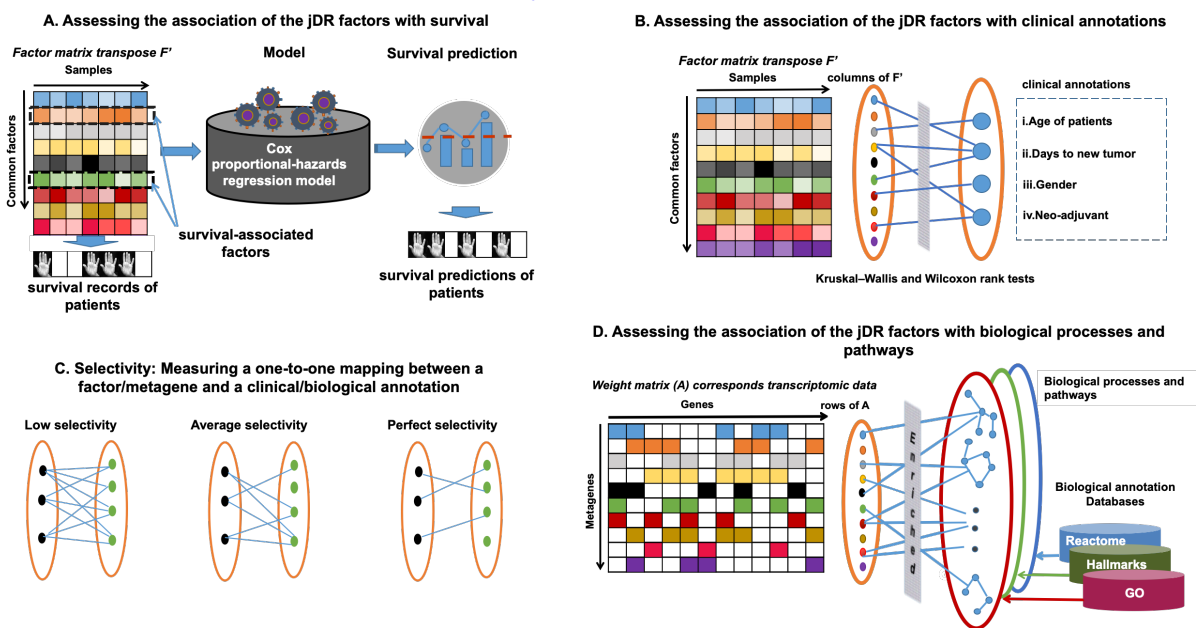 A. Assessing the association of the jDR factors with survival
Factor matrix transpose F’
Samples
Common factors
Model
Cox
proportional-hazards
regression model
Survival prediction
survival-associated
factors
survival records of
patients
survival predictions of
patients
B. Assessing the association of the jDR factors with clinical annotations
Factor matrix transpose F’
Samples
Common factors
columns of F’
clinical annotations
i.Age of patients
ii.Days to new tumor
iii.Gender
iv.Neo-adjuvant
Kruskal–Wallis and Wilcoxon rank tests
C. Selectivity: Measuring a one-to-one mapping between a
factor/metagene and a clinical/biological annotation
Low selectivity
Average selectivity
Perfect selectivity
D. Assessing the association of the jDR factors with biological processes and
pathways
Weight matrix (A) corresponds transcriptomic data
Genes
Metagenes
rows of A
Enriched
Biological processes and
pathways
Biological annotation
Databases
Reactome
Hallmarks
GO